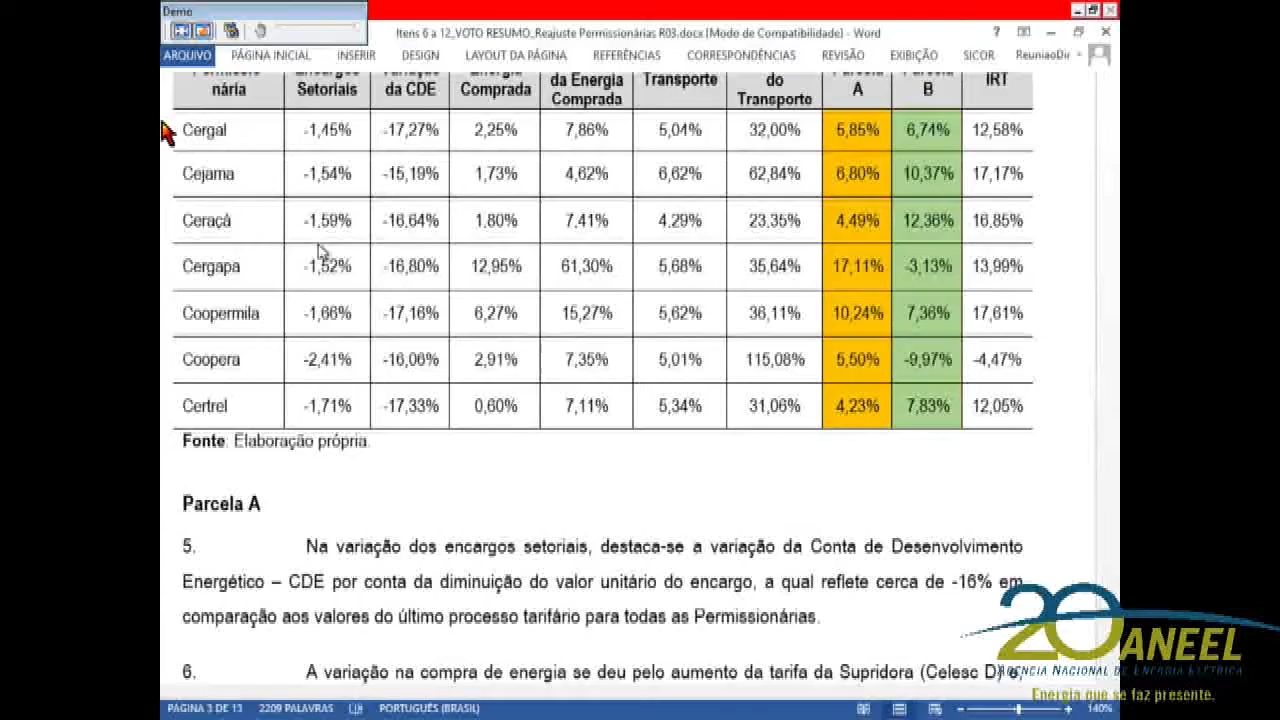 Demo
Itens 6 a 12_VOTO RESUMO_Reajuste Permissionárias R03.docx [Modo de Compatibilidade] - Word
ARQUIVO PÁGINA INICIAL INSERIR DESIGN LAYOUT DA PÁGINA REFERÊNCIAS CORRESPONDÊNCIAS REVISÃO EXIBIÇÃO SICOR ReuniaoDir
nária Setoriais da CDE Comprada da Energia Comprada Transporte do Transporte A B IRT
Cergal -1,45% -17,27% 2,25% 7,86% 5,04% 32,00% 5,85% 6,74% 12,58%
Cejama -1,54% -15,19% 1,73% 4,62% 6,62% 62,84% 6,80% 10,37% 17,17%
Ceraçá -1,59% -16,64% 1,80% 7,41% 4,29% 23,35% 4,49% 12,36% 16,85%
Cergapa -1,52% -16,80% 12,95% 61,30% 5,68% 35,64% 17,11% -3,13% 13,99%
Coopermila -1,66% -17,16% 6,27% 15,27% 5,62% 36,11% 10,24% 7,36% 17,61%
Coopera -2,41% -16,06% 2,91% 7,35% 5,01% 115,08% 5,50% -9,97% -4,47%
Certrel -1,71% -17,33% 0,60% 7,11% 5,34% 31,06% 4,23% 7,83% 12,05%
Fonte: Elaboração própria.
Parcela A
5. Na variação dos encargos setoriais, destaca-se a variação da Conta de Desenvolvimento
Energético – CDE por conta da diminuição do valor unitário do encargo, a qual reflete cerca de -16% em
comparação aos valores do último processo tarifário para todas as Permissionárias.
6. A variação na compra de energia se deu pelo aumento da tarifa da Supridora (Celesc D) e,
20 ANEEL
AGÊNCIA NACIONAL DE ENERGIA ELÉTRICA
Energia que se faz presente.
PÁGINA 3 DE 13 2209 PALAVRAS PORTUGUÊS (BRASIL) 140%